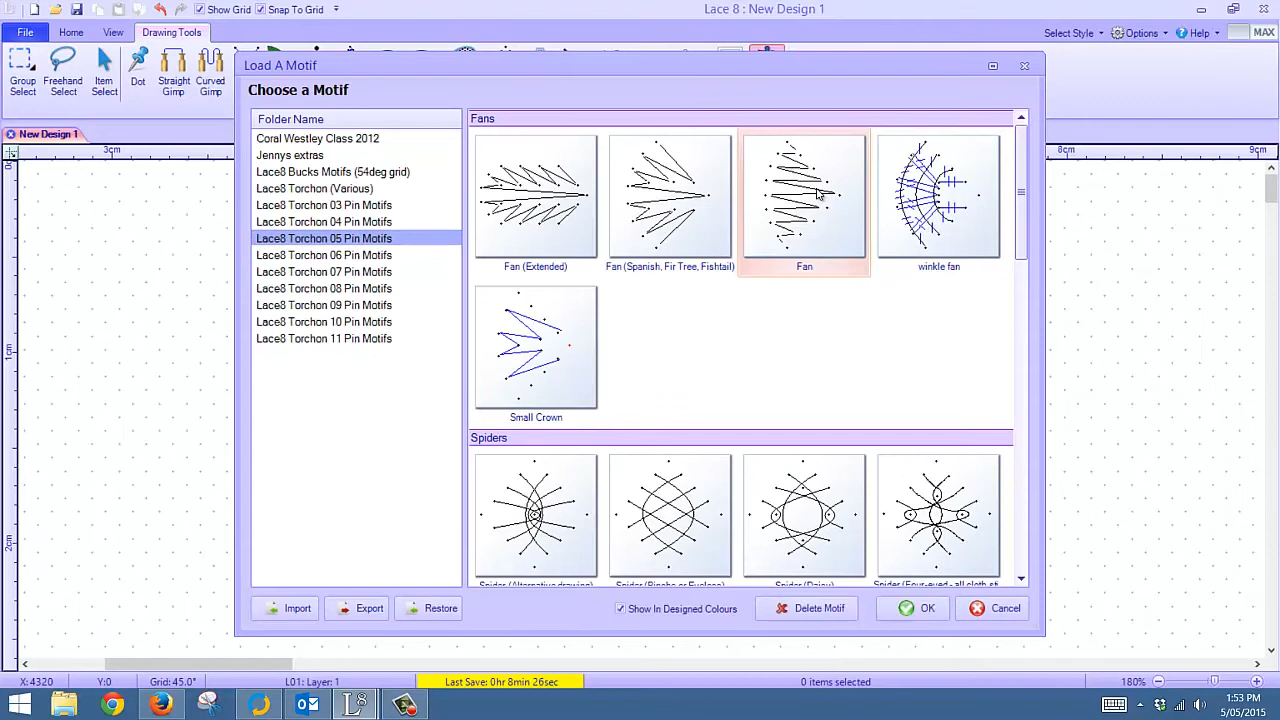 Show Grid
Snap To Grid
Lace 8 : New Design 1
File
Home
View
Drawing Tools
Select Style
Options
Help
MAX
Group Select
Freehand Select
Item Select
Dot
Straight Gimp
Curved Gimp
New Design 1
3cm
8cm
9cm
0c
1cm
2cm
Load A Motif
Choose a Motif
Folder Name
Coral Westley Class 2012
Jennys extras
Lace8 Bucks Motifs (54deg grid)
Lace8 Torchon (Various)
Lace8 Torchon 03 Pin Motifs
Lace8 Torchon 04 Pin Motifs
Lace8 Torchon 05 Pin Motifs
Lace8 Torchon 06 Pin Motifs
Lace8 Torchon 07 Pin Motifs
Lace8 Torchon 08 Pin Motifs
Lace8 Torchon 09 Pin Motifs
Lace8 Torchon 10 Pin Motifs
Lace8 Torchon 11 Pin Motifs
Fans
Fan (Extended)
Fan (Spanish, Fir Tree, Fishtail)
Fan
winkle fan
Small Crown
Spiders
Spider (Alternative drawing)
Spider (Daisy)
Import
Export
Restore
Show In Designed Colours
Delete Motif
OK
Cancel
X: 4320
Y:0
Grid: 45.0°
L01: Layer: 1
Last Save: 0hr 8min 26sec
0 items selected
180%
1:53 PM
5/05/2015